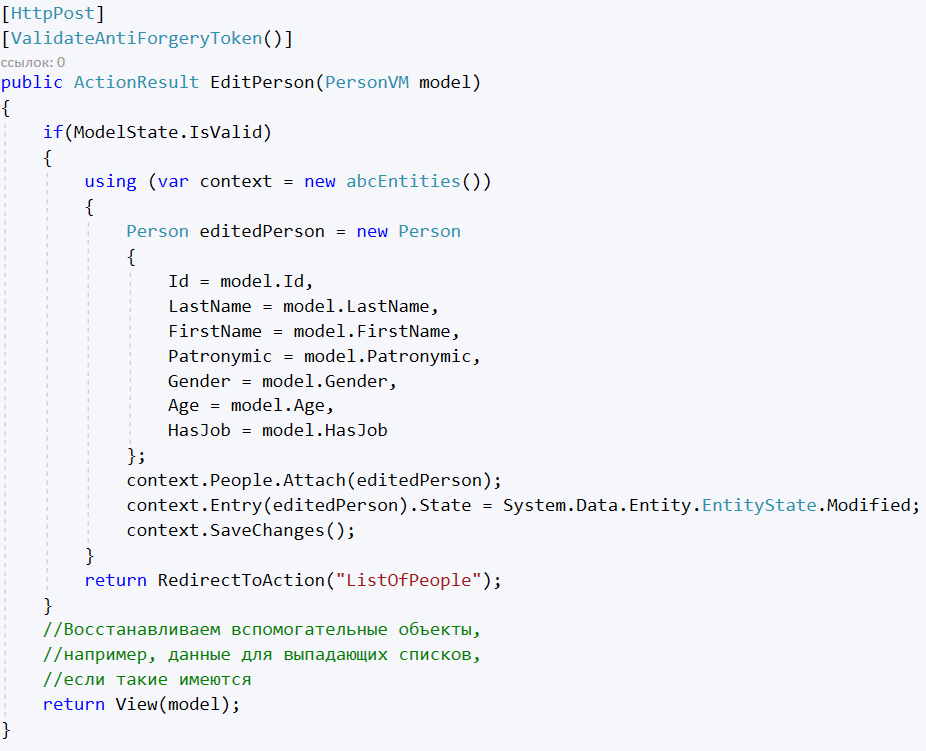 [HttpPost]
[ValidateAntiForgeryToken()]
ссылок: 0
public ActionResult EditPerson(PersonVM model)
{
    if(ModelState.IsValid)
    {
        using (var context = new abcEntities())
        {
            Person editedPerson = new Person
            {
                Id = model.Id,
                LastName = model.LastName,
                FirstName = model.FirstName,
                Patronymic = model.Patronymic,
                Gender = model.Gender,
                Age = model.Age,
                HasJob = model.HasJob
            };
            context.People.Attach(editedPerson);
            context.Entry(editedPerson).State = System.Data.Entity.EntityState.Modified;
            context.SaveChanges();
        }
        return RedirectToAction("ListOfPeople");
    }
    //Восстанавливаем вспомогательные объекты,
    //например, данные для выпадающих списков,
    //если такие имеются
    return View(model);
}